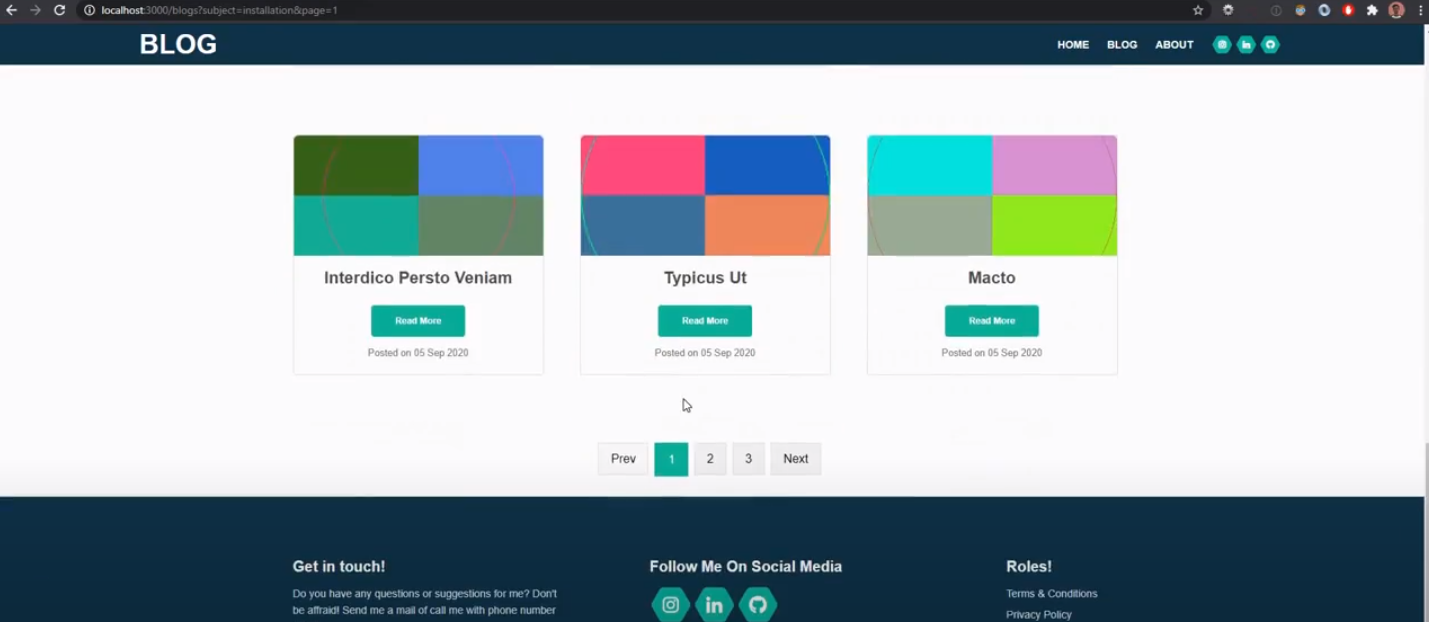 localhost:3000/blogs?subject=installation&page=1
BLOG
HOME BLOG ABOUT
Interdico Persto Veniam
Read More
Posted on 05 Sep 2020
Typicus Ut
Read More
Posted on 05 Sep 2020
Macto
Read More
Posted on 05 Sep 2020
Prev 1 2 3 Next
Get in touch!
Do you have any questions or suggestions for me? Don't
be affraid! Send me a mail of call me with phone number
Follow Me On Social Media
in
Roles!
Terms & Conditions
Privacy Policy